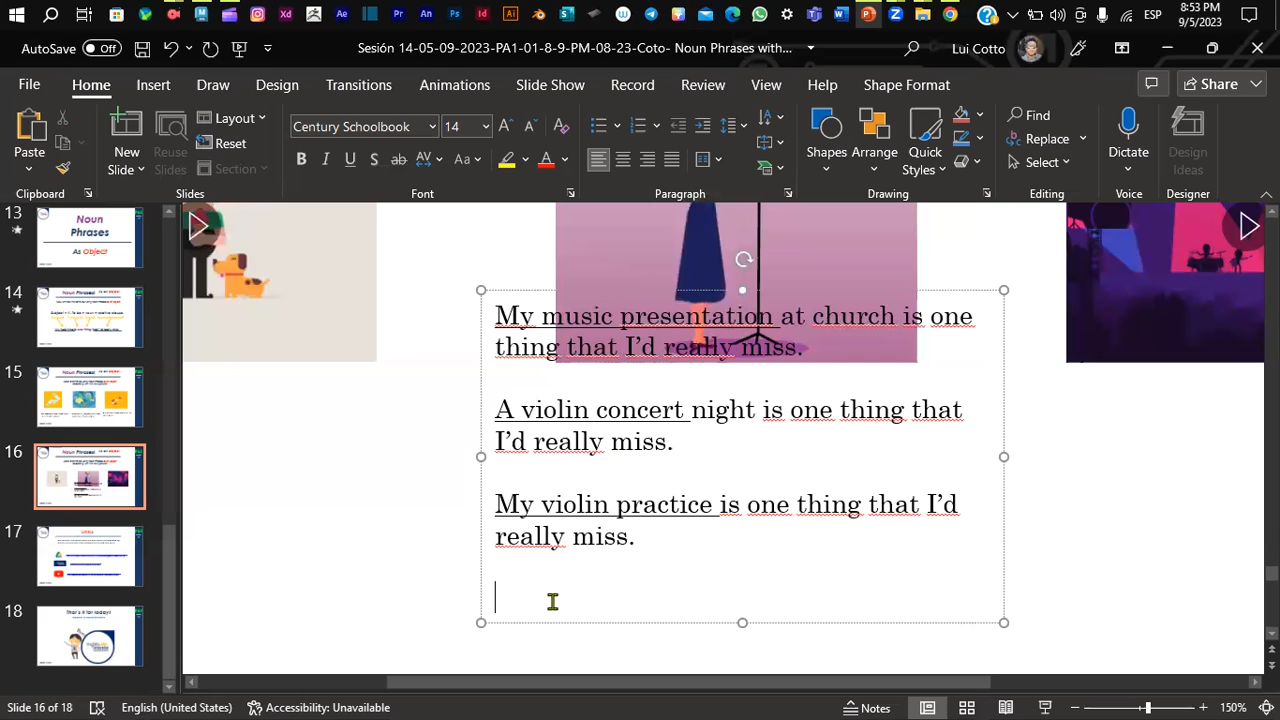 8:53 PM
ESP
9/5/2023
AutoSave Off
Sesión 14-05-09-2023-PA1-01-8-9-PM-08-23-Coto- Noun Phrases with...
Lui Cotto
File Home Insert Draw Design Transitions Animations Slide Show Record Review View Help Shape Format Share
Paste
New
Slide
Reuse
Slides
Layout
Reset
Section
Century Schoolbook 14
Shapes Arrange Quick
Styles
Find
Replace
Select
Dictate
Design
Ideas
Clipboard Slides Font Paragraph Drawing Editing Voice Designer
13
Noun
Phrases
As Object
14
15
16
17
18
That's it for today!
My music presentation at church is one
thing that I'd really miss.
A violin concert night is one thing that
I'd really miss.
My violin practice is one thing that I'd
really miss.
Slide 16 of 18 English (United States) Accessibility: Unavailable Notes 150%